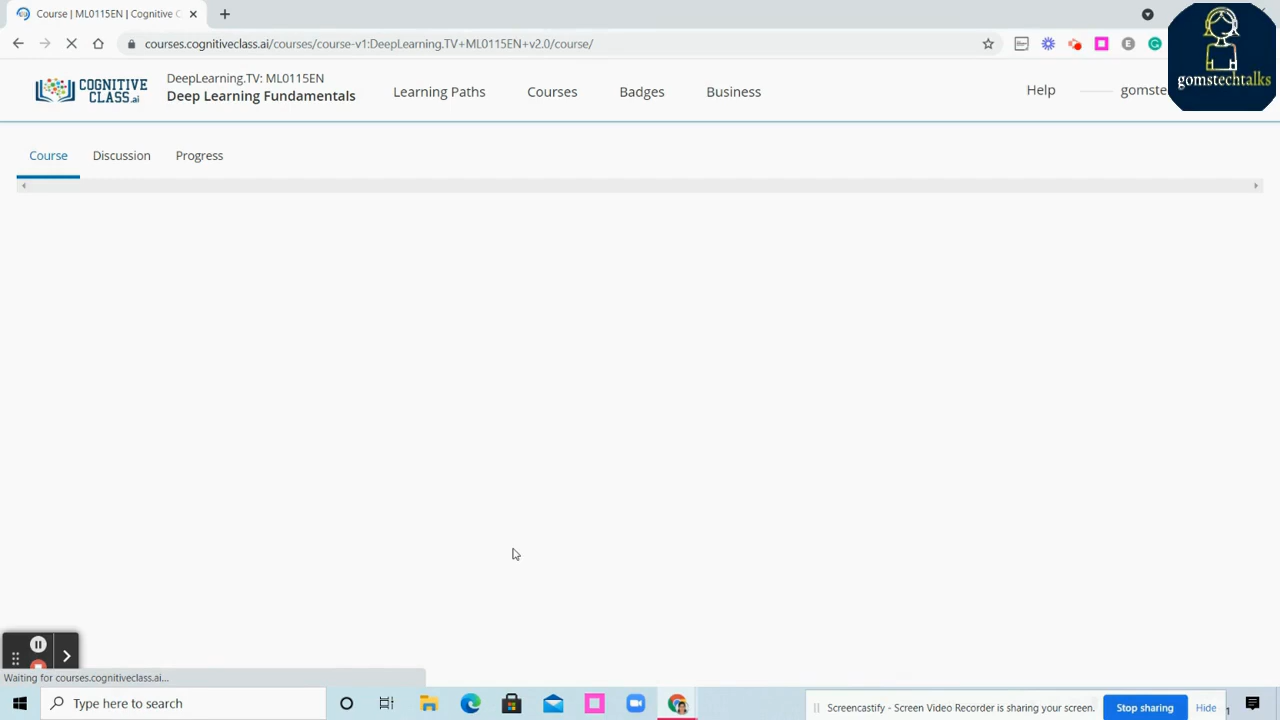 Course | ML0115EN | Cognitive C
courses.cognitiveclass.ai/courses/course-v1:DeepLearning.TV+ML0115EN+v2.0/course/
gomstechtalks
COGNITIVE
CLASS.ai
DeepLearning.TV: ML0115EN
Deep Learning Fundamentals
Learning Paths
Courses
Badges
Business
Help
gomste
Course
Discussion
Progress
Waiting for courses.cognitiveclass.ai...
Type here to search
Screencastify - Screen Video Recorder is sharing your screen.
Stop sharing
Hide